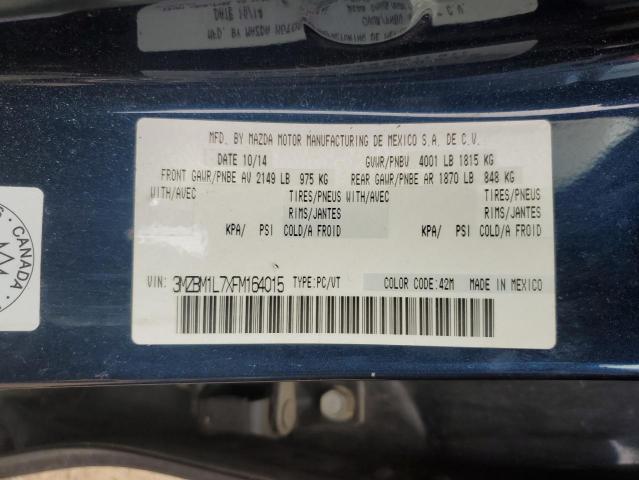 MFD. BY MAZDA MOTOR MANUFACTURING DE MEXICO S.A. DE C.V.
DATE 10/14 GVWR/PNBV 4001 LB 1815 KG
FRONT GAWR/PNBE AV 2149 LB 975 KG REAR GAWR/PNBE AR 1870 LB 848 KG
WITH/AVEC TIRES/PNEUS WITH/AVEC TIRES/PNEUS
RIMS/JANTES RIMS/JANTES
KPA/ PSI COLD/A FROID KPA/ PSI COLD/A FROID
VIN: 3MZBM1L7XFM164015 TYPE:PC/VT COLOR CODE:42M MADE IN MEXICO
CANADA